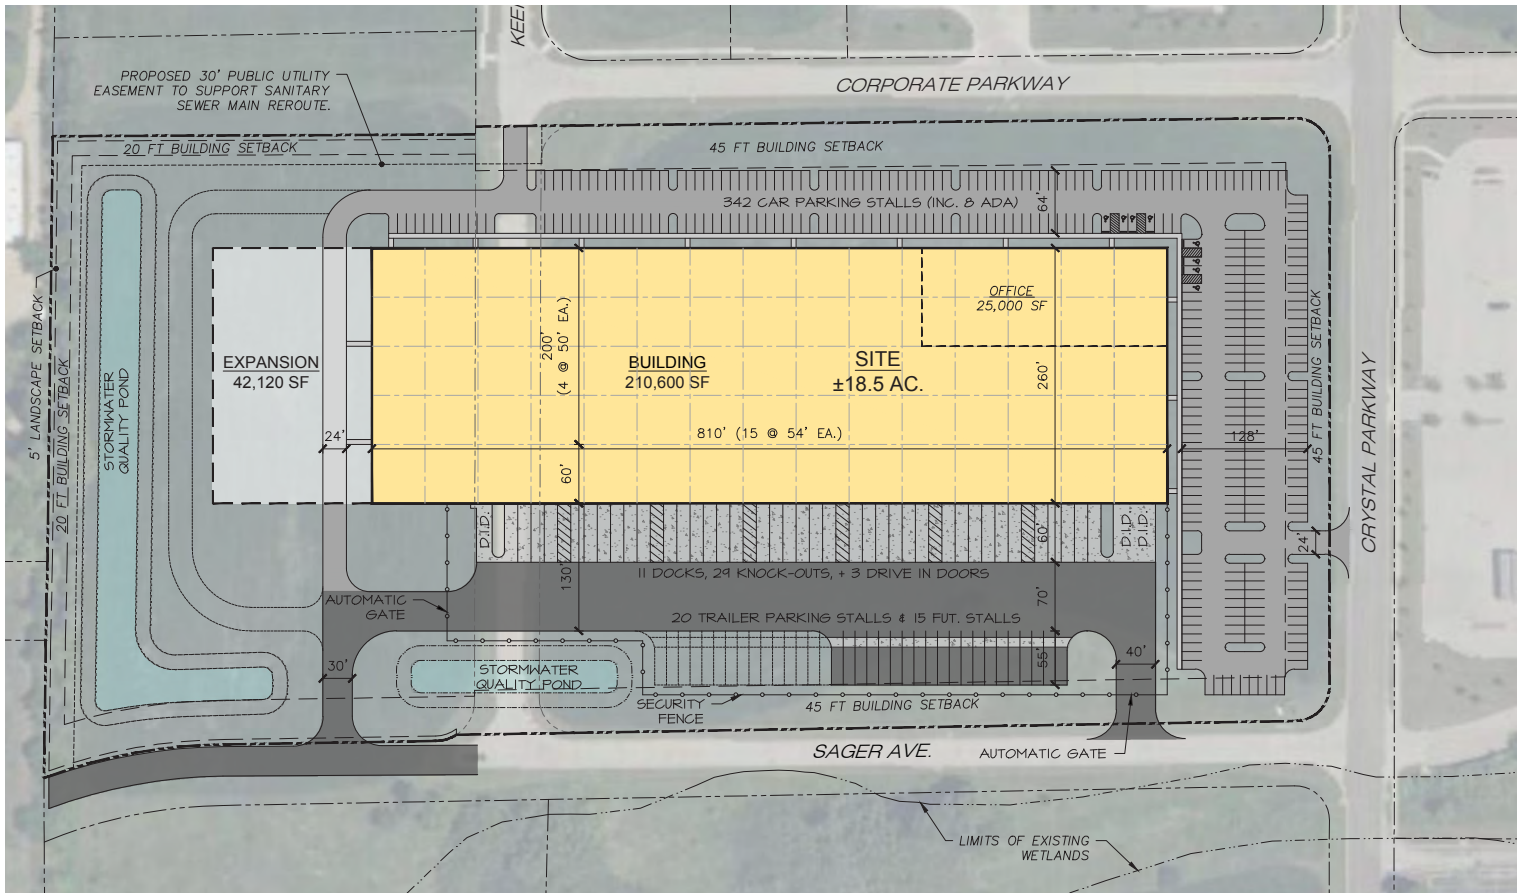 KEE
CORPORATE PARKWAY
PROPOSED 30' PUBLIC UTILITY
EASEMENT TO SUPPORT SANITARY
SEWER MAIN REROUTE.
20 FT BUILDING SETBACK
45 FT BUILDING SETBACK
342 CAR PARKING STALLS (INC. 8 ADA)
64'
OFFICE
25,000 SF
EXPANSION
42,120 SF
200'
(4 @ 50' EA.)
BUILDING
210,600 SF
SITE
±18.5 AC.
260'
5' LANDSCAPE SETBACK
20 FT BUILDING SETBACK
STORMWATER
QUALITY POND
24'
810' (15 @ 54' EA.)
128'
45 FT BUILDING SETBACK
CRYSTAL PARKWAY
60'
D.I.D.
60'
D.I.D.
D.I.D.
24'
130'
11 DOCKS, 29 KNOCK-OUTS, + 3 DRIVE IN DOORS
70'
AUTOMATIC
GATE
20 TRAILER PARKING STALLS & 15 FUT. STALLS
30'
STORMWATER
QUALITY POND
55'
40'
SECURITY
FENCE
45 FT BUILDING SETBACK
SAGER AVE.
AUTOMATIC GATE
LIMITS OF EXISTING
WETLANDS